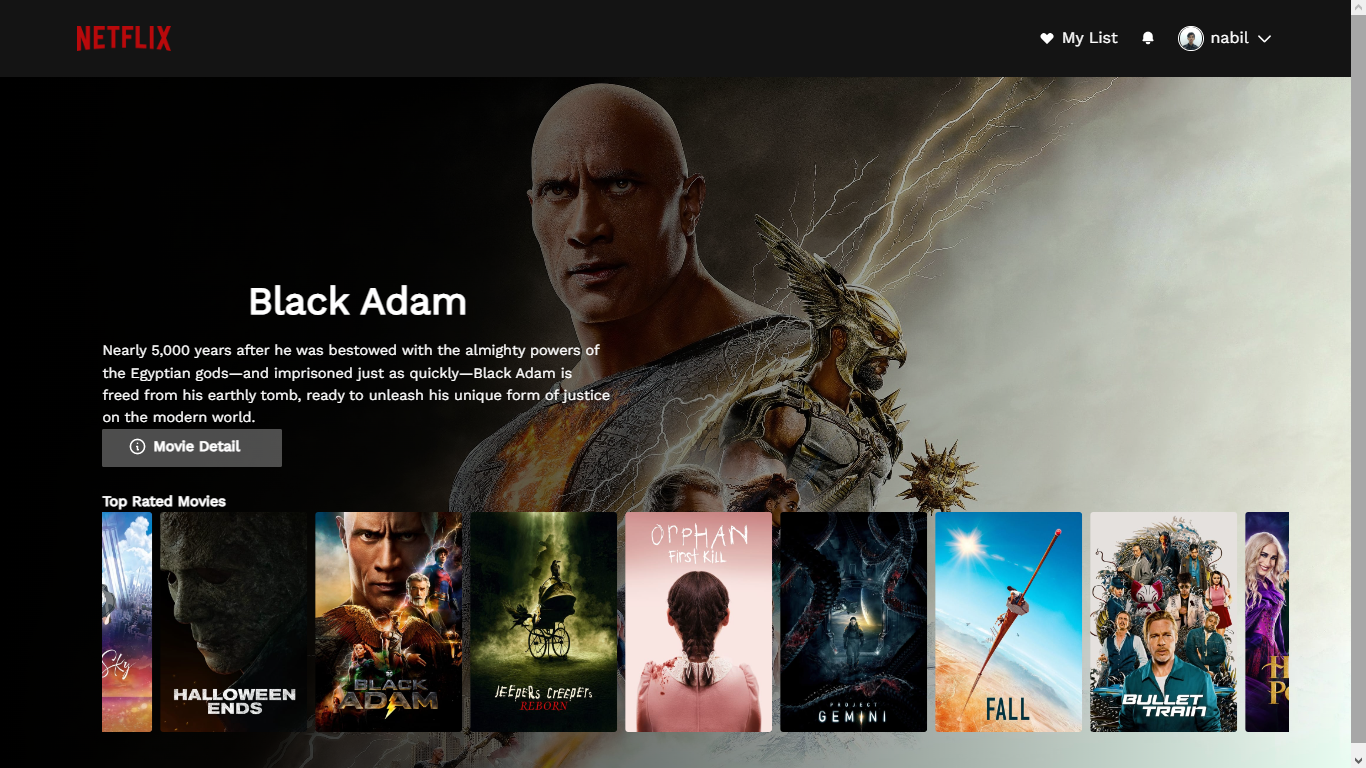 NETFLIX
My List
nabil
Black Adam
Nearly 5,000 years after he was bestowed with the almighty powers of
the Egyptian gods—and imprisoned just as quickly—Black Adam is
freed from his earthly tomb, ready to unleash his unique form of justice
on the modern world.
Movie Detail
Top Rated Movies
Sky
HALLOWEEN
ENDS
DC
BLACK
ADAM
JEEPERS CREEPERS
REBORN
ORPHAN
First Kill
PROJECT
GEMINI
FALL
BULLET
TRAIN